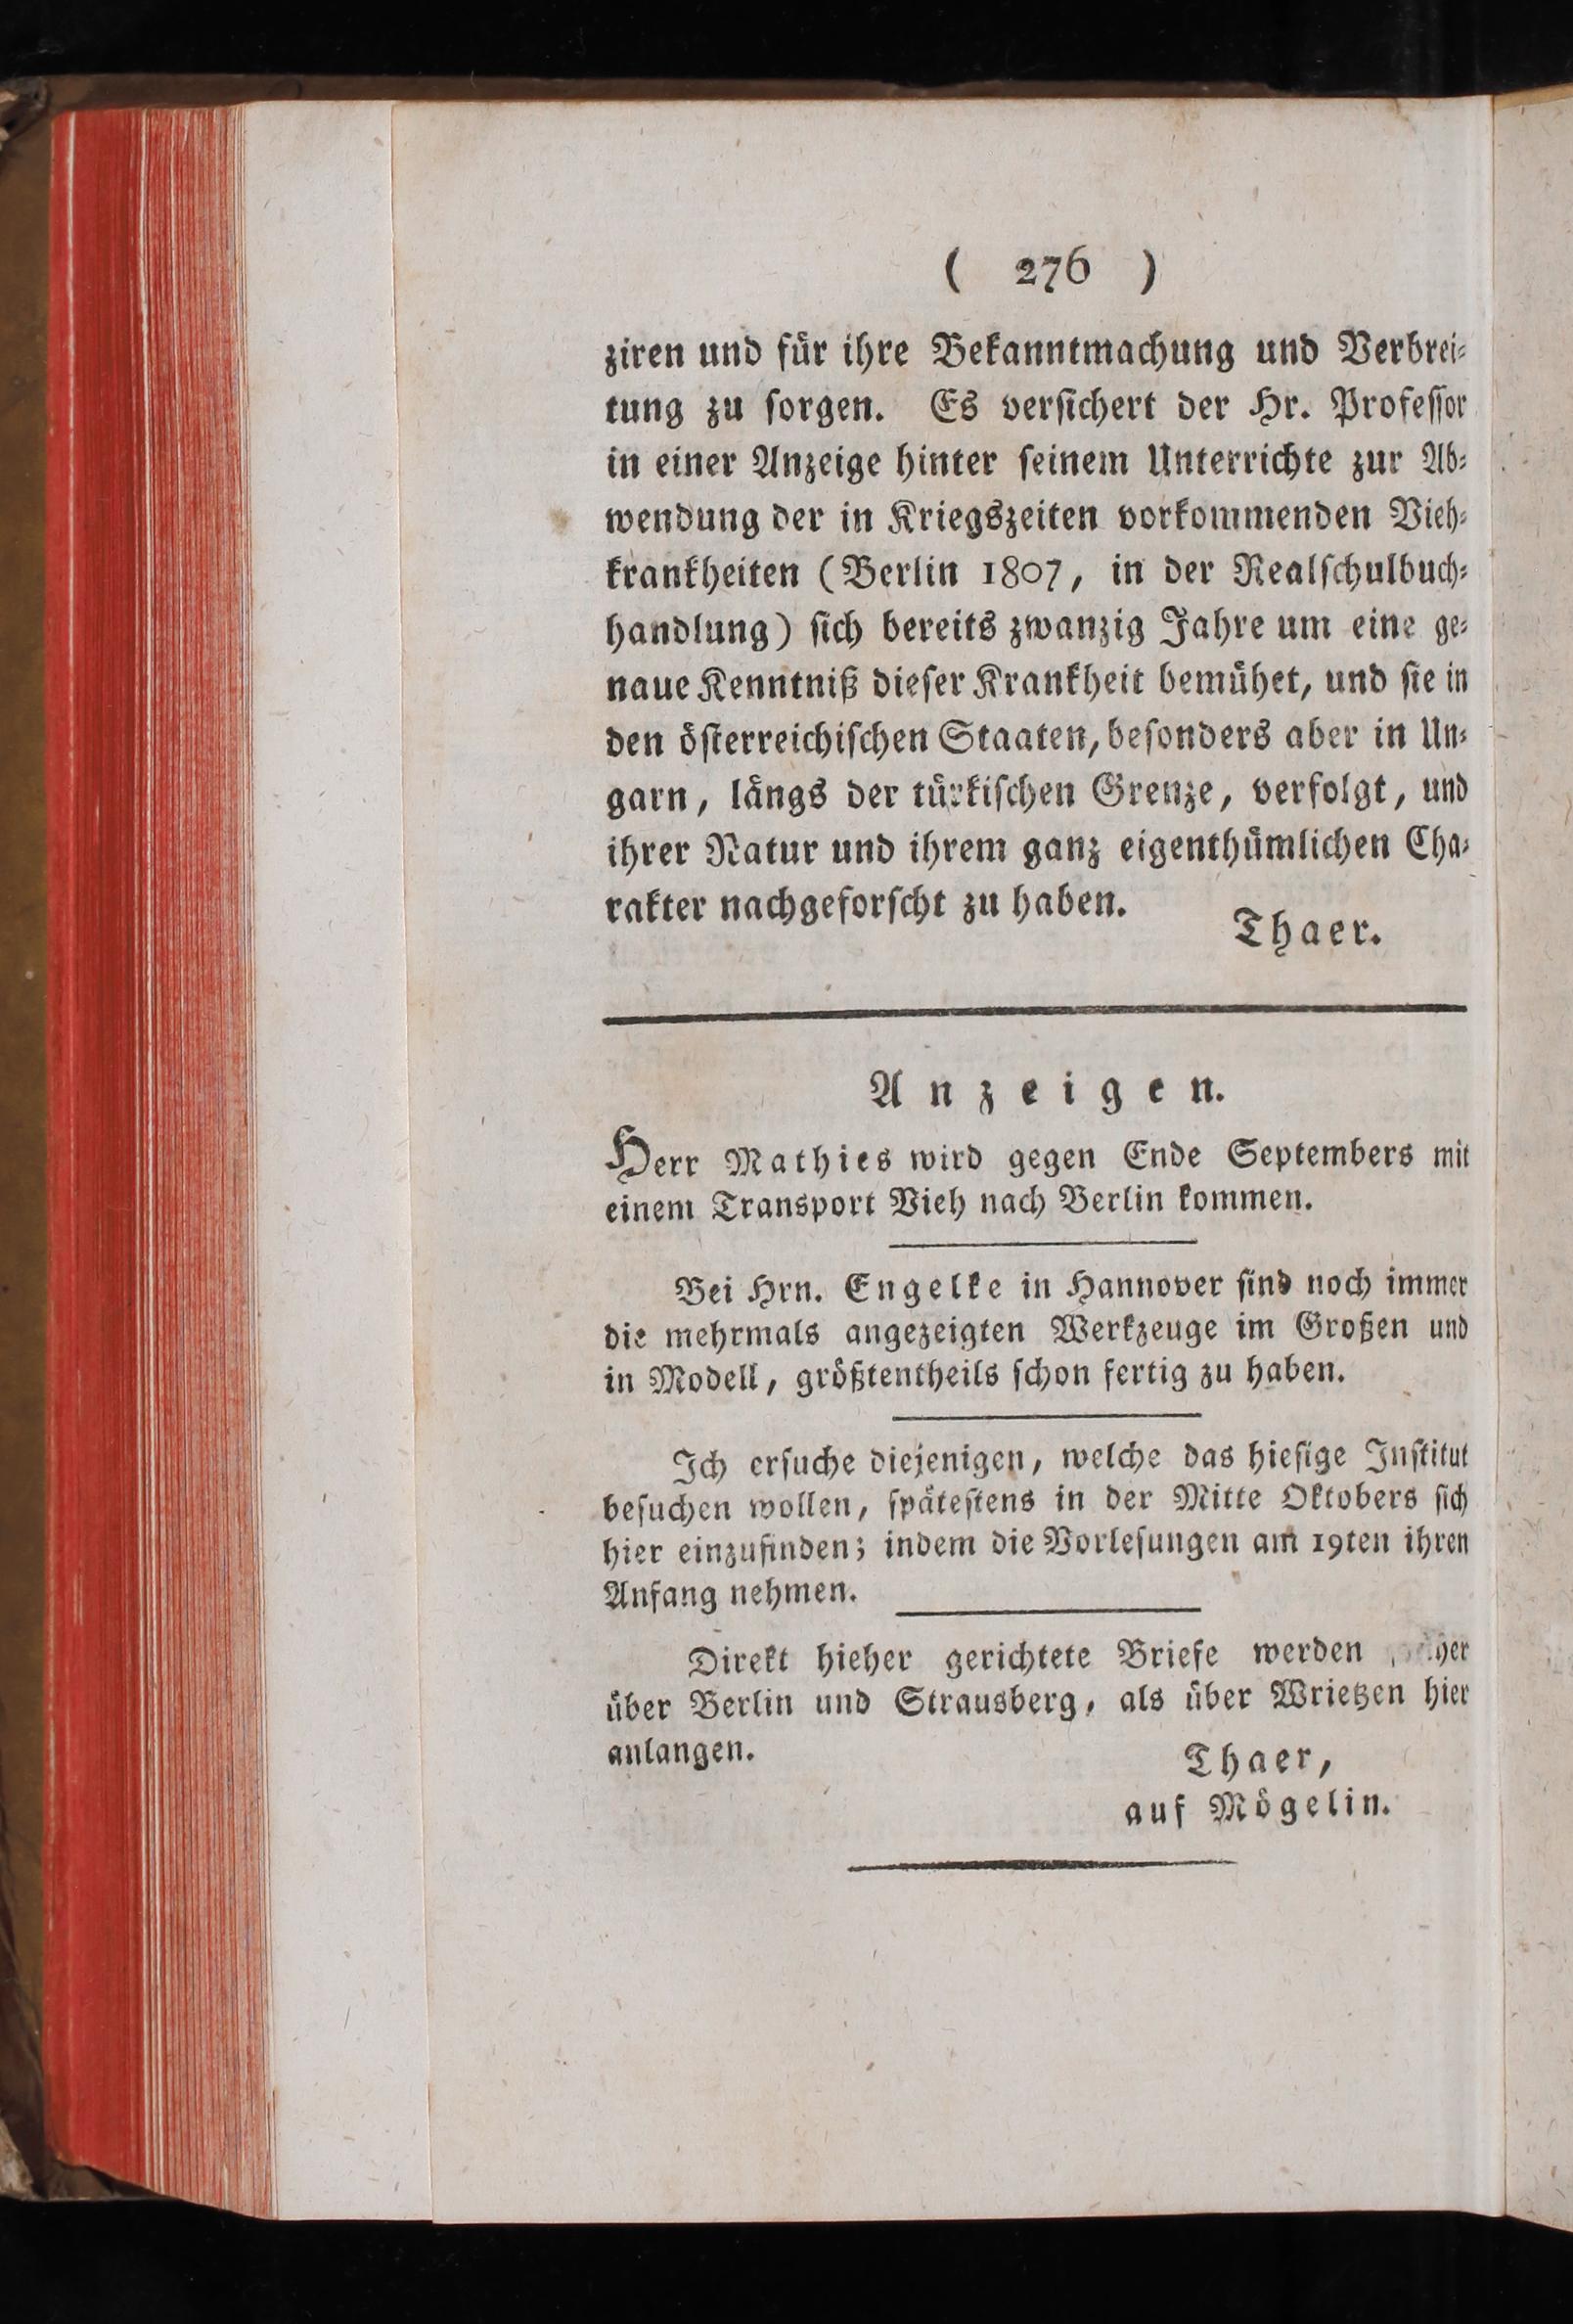 ( 276 )
ziren und für ihre Bekanntmachung und Verbrei-
tung zu ſorgen. Es verſichert der Hr. Profeſſor
in einer Anzeige hinter ſeinem Unterrichte zur Ab-
wendung der in Kriegszeiten vorkommenden Vieh-
krankheiten (Berlin 1807, in der Realſchulbuch-
handlung) ſich bereits zwanzig Jahre um eine ge-
naue Kenntniß dieſer Krankheit bemühet, und ſie in
den öſterreichiſchen Staaten, beſonders aber in Un-
garn, längs der türkiſchen Grenze, verfolgt, und
ihrer Natur und ihrem ganz eigenthümlichen Cha-
rakter nachgeforſcht zu haben.
Thaer.
Anzeigen.
Herr Mathies wird gegen Ende Septembers mit
einem Transport Vieh nach Berlin kommen.
Bei Hrn. Engelke in Hannover ſind noch immer
die mehrmals angezeigten Werkzeuge im Großen und
in Modell, größtentheils ſchon fertig zu haben.
Ich erſuche diejenigen, welche das hieſige Inſtitut
beſuchen wollen, ſpäteſtens in der Mitte Oktobers ſich
hier einzufinden; indem die Vorleſungen am 19ten ihren
Anfang nehmen.
Direkt hieher gerichtete Briefe werden
über Berlin und Strausberg, als über Wrietzen hier
anlangen.
Thaer,
auf Mögelin.